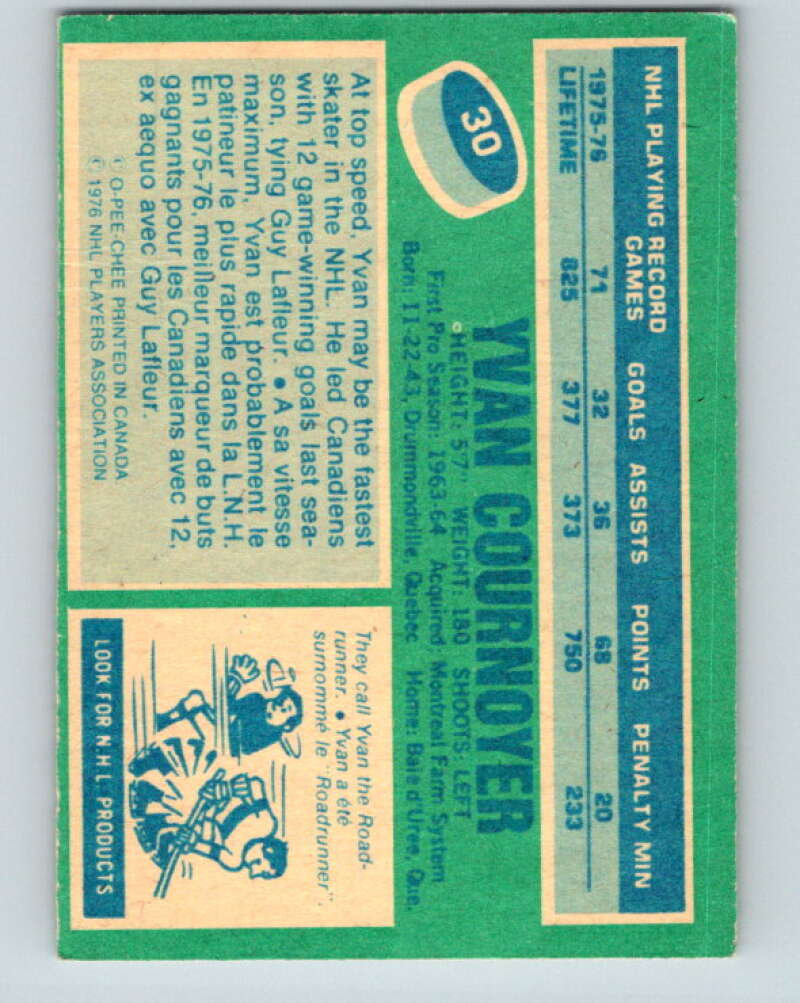 NHL PLAYING RECORD
GAMES GOALS ASSISTS POINTS PENALTY MIN
1975-76 71 32 36 68 20
LIFETIME 825 377 373 750 233
30
YVAN COURNOYER
HEIGHT: 5-7 WEIGHT: 180 SHOOTS: LEFT
First Pro Season: 1963-64 Acquired: Montreal Farm System
Born: 11-22-43, Drummondville, Quebec Home: Baie d'Uree, Que.
At top speed, Yvan may be the fastest
skater in the NHL. He led Canadiens
with 12 game-winning goals last sea-
son, tying Guy Lafleur. • A sa vitesse
maximum, Yvan est probablement le
patineur le plus rapide dans la L.N.H.
En 1975-76, meilleur marqueur de buts
gagnants pour les Canadiens avec 12,
ex aequo avec Guy Lafleur.
© O-PEE-CHEE PRINTED IN CANADA
© 1976 NHL PLAYERS ASSOCIATION
They call Yvan the Road-
runner. • Yvan a été
surnommé le "Roadrunner".
LOOK FOR N.H.L PRODUCTS